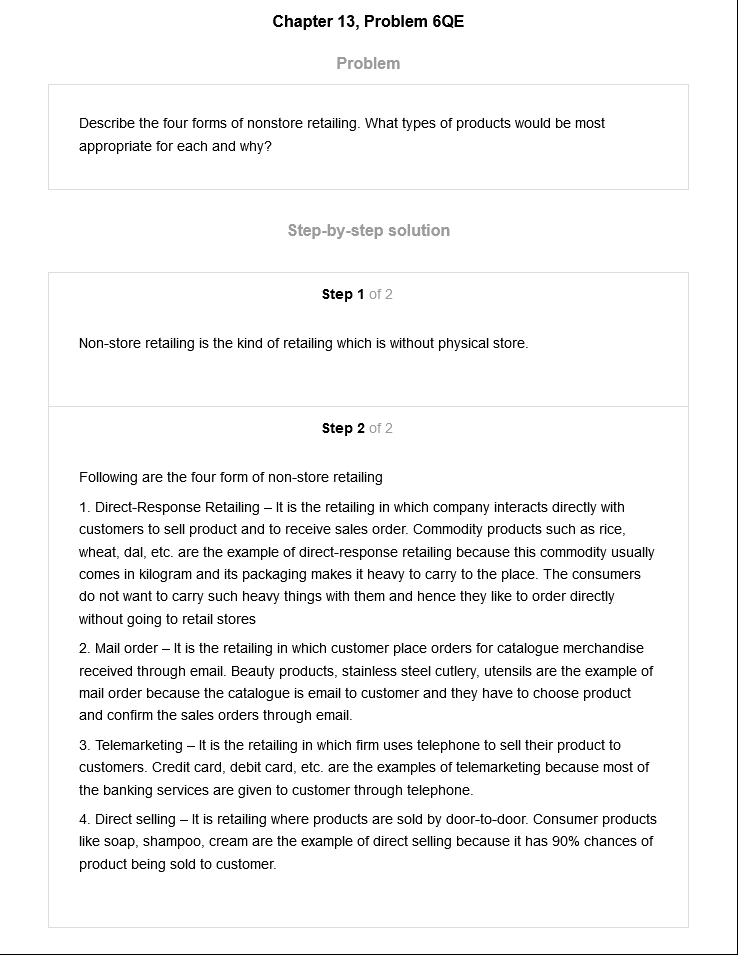 Chapter 13, Problem 6QE
Problem
Describe the four forms of nonstore retailing. What types of products would be most
appropriate for each and why?
Step-by-step solution
Step 1 of 2
Non-store retailing is the kind of retailing which is without physical store.
Step 2 of 2
Following are the four form of non-store retailing
1. Direct-Response Retailing – It is the retailing in which company interacts directly with
customers to sell product and to receive sales order. Commodity products such as rice,
wheat, dal, etc. are the example of direct-response retailing because this commodity usually
comes in kilogram and its packaging makes it heavy to carry to the place. The consumers
do not want to carry such heavy things with them and hence they like to order directly
without going to retail stores
2. Mail order – It is the retailing in which customer place orders for catalogue merchandise
received through email. Beauty products, stainless steel cutlery, utensils are the example of
mail order because the catalogue is email to customer and they have to choose product
and confirm the sales orders through email.
3. Telemarketing – It is the retailing in which firm uses telephone to sell their product to
customers. Credit card, debit card, etc. are the examples of telemarketing because most of
the banking services are given to customer through telephone.
4. Direct selling – It is retailing where products are sold by door-to-door. Consumer products
like soap, shampoo, cream are the example of direct selling because it has 90% chances of
product being sold to customer.